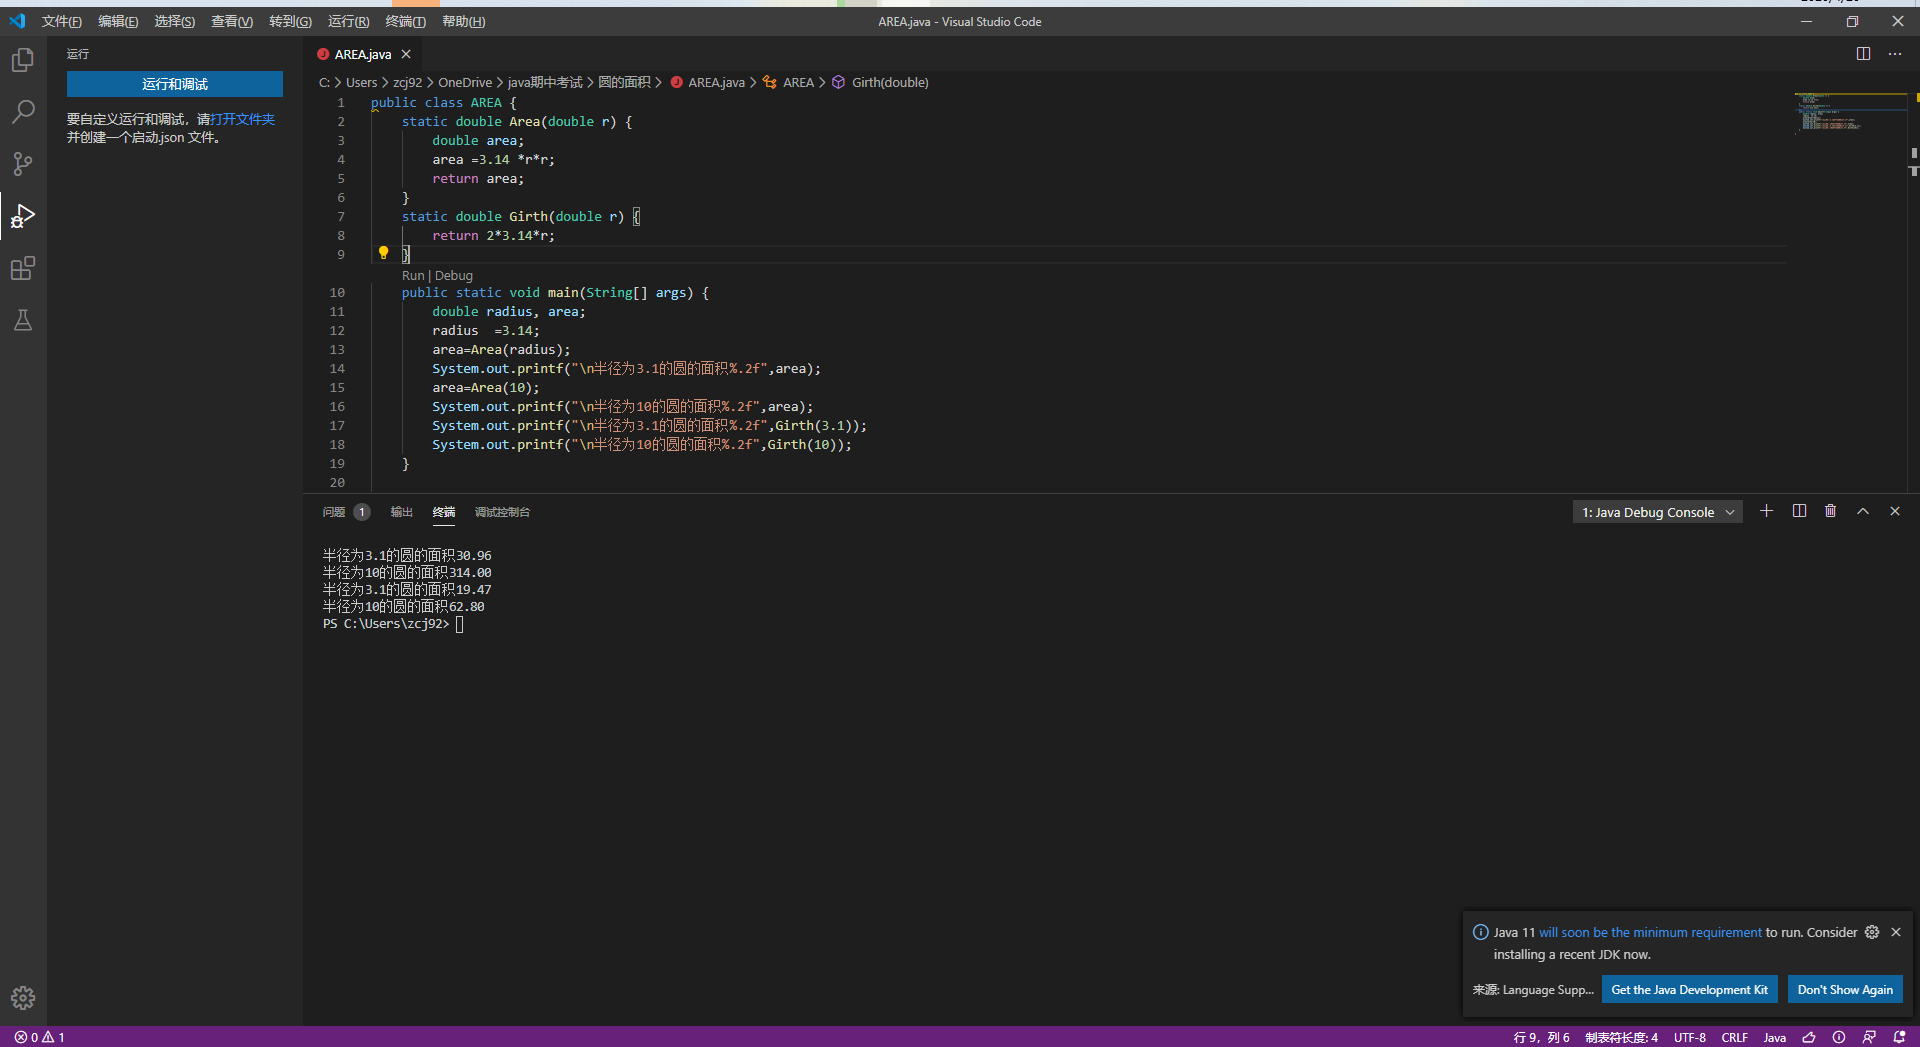 文件(F) 编辑(E) 选择(S) 查看(V) 转到(G) 运行(R) 终端(T) 帮助(H) AREA.java - Visual Studio Code
运行
运行和调试
要自定义运行和调试，请打开文件夹
并创建一个启动.json 文件。
AREA.java
C: > Users > zcj92 > OneDrive > java期中考试 > 圆的面积 > AREA.java > AREA > Girth(double)
1 public class AREA {
2 static double Area(double r) {
3 double area;
4 area =3.14 *r*r;
5 return area;
6 }
7 static double Girth(double r) {
8 return 2*3.14*r;
9 }
Run | Debug
10 public static void main(String[] args) {
11 double radius, area;
12 radius  =3.14;
13 area=Area(radius);
14 System.out.printf("\n半径为3.1的圆的面积%.2f",area);
15 area=Area(10);
16 System.out.printf("\n半径为10的圆的面积%.2f",area);
17 System.out.printf("\n半径为3.1的圆的面积%.2f",Girth(3.1));
18 System.out.printf("\n半径为10的圆的面积%.2f",Girth(10));
19 }
20
问题 1 输出 终端 调试控制台 1: Java Debug Console
半径为3.1的圆的面积30.96
半径为10的圆的面积314.00
半径为3.1的圆的面积19.47
半径为10的圆的面积62.80
PS C:\Users\zcj92>
Java 11 will soon be the minimum requirement to run. Consider
installing a recent JDK now.
来源: Language Supp... Get the Java Development Kit Don't Show Again
0 1 行 9，列 6 制表符长度: 4 UTF-8 CRLF Java